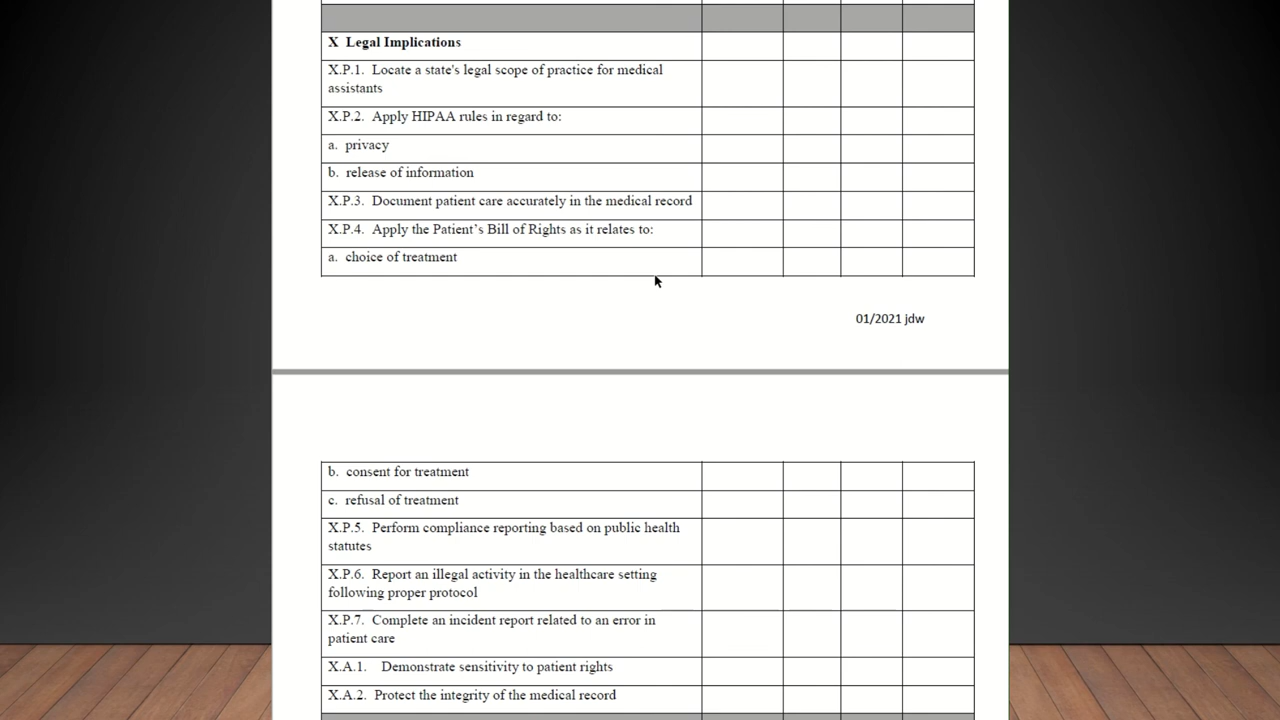 X Legal Implications
X.P.1. Locate a state's legal scope of practice for medical
assistants
X.P.2. Apply HIPAA rules in regard to:
a. privacy
b. release of information
X.P.3. Document patient care accurately in the medical record
X.P.4. Apply the Patient’s Bill of Rights as it relates to:
a. choice of treatment
01/2021 jdw
b. consent for treatment
c. refusal of treatment
X.P.5. Perform compliance reporting based on public health
statutes
X.P.6. Report an illegal activity in the healthcare setting
following proper protocol
X.P.7. Complete an incident report related to an error in
patient care
X.A.1. Demonstrate sensitivity to patient rights
X.A.2. Protect the integrity of the medical record